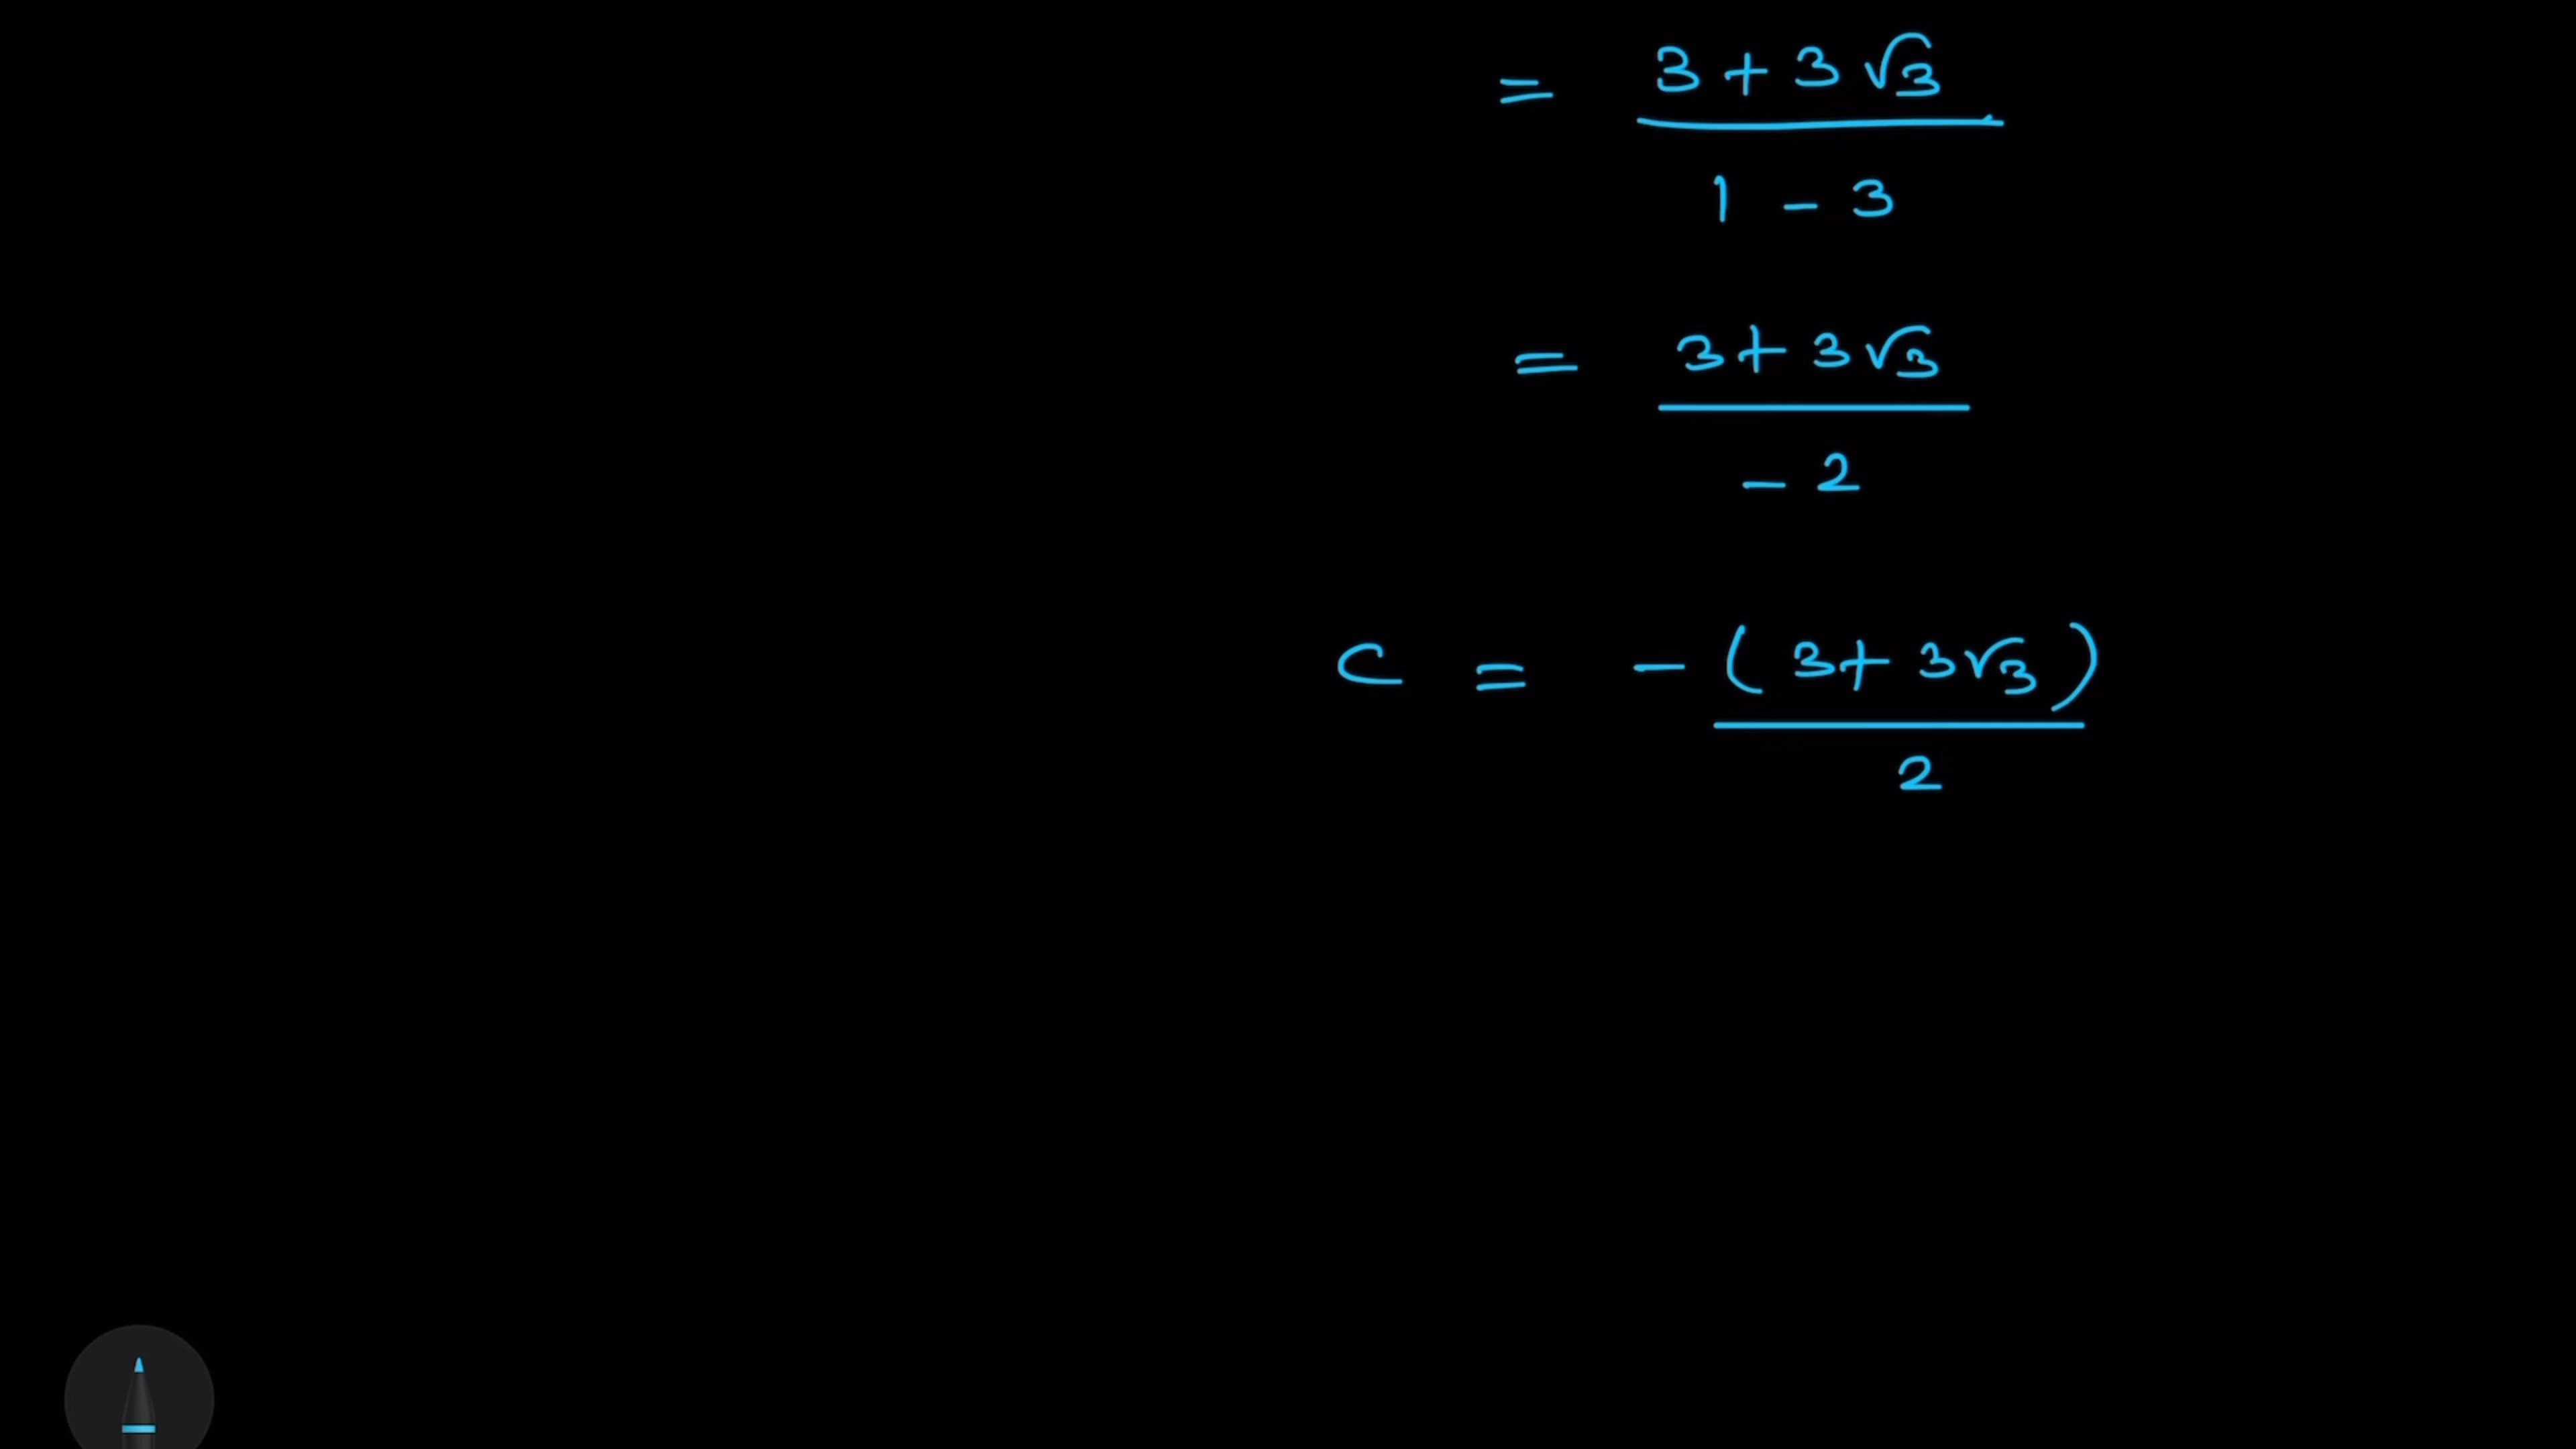 = 3 + 3√3
1 - 3
= 3 + 3√3
- 2
C = - ( 3 + 3√3 )
2